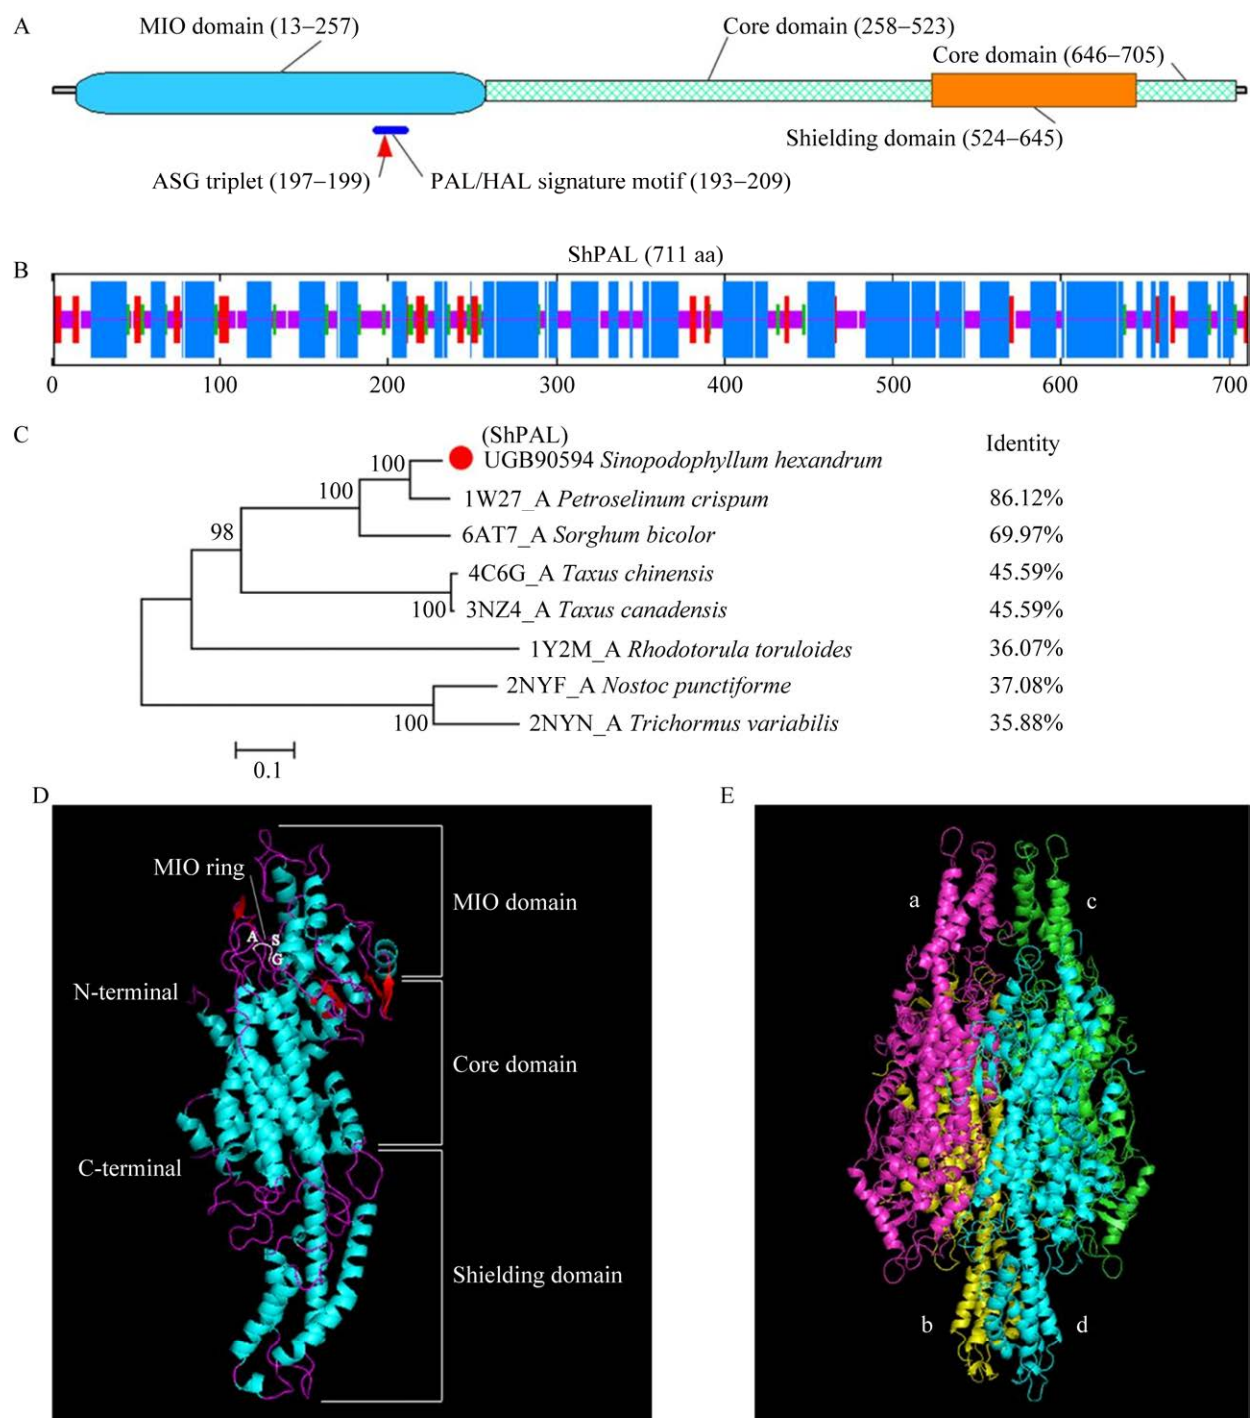 A
MIO domain (13–257)
Core domain (258–523)
Core domain (646–705)
Shielding domain (524–645)
ASG triplet (197–199)
PAL/HAL signature motif (193–209)
B
ShPAL (711 aa)
0 100 200 300 400 500 600 700
C
(ShPAL)
Identity
100
UGB90594 Sinopodophyllum hexandrum
100
1W27_A Petroselinum crispum 86.12%
98
6AT7_A Sorghum bicolor 69.97%
4C6G_A Taxus chinensis 45.59%
100
3NZ4_A Taxus canadensis 45.59%
1Y2M_A Rhodotorula toruloides 36.07%
2NYF_A Nostoc punctiforme 37.08%
100
2NYN_A Trichormus variabilis 35.88%
0.1
D
MIO ring
MIO domain
A
S
G
N-terminal
Core domain
C-terminal
Shielding domain
E
a
c
b
d